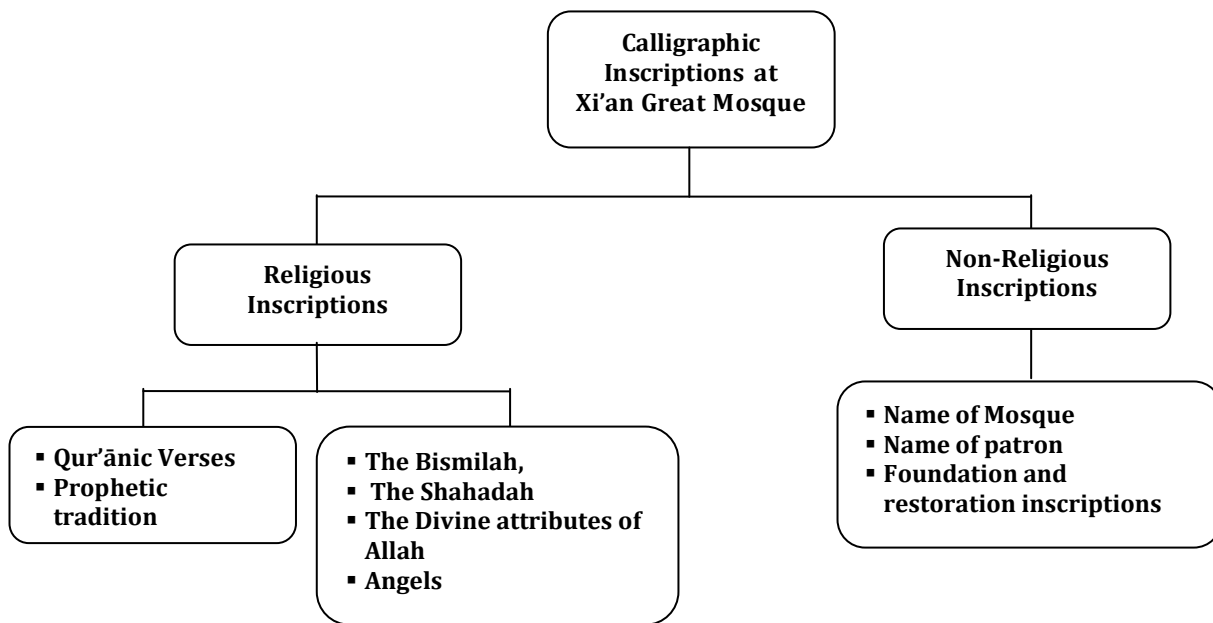 Calligraphic
Inscriptions at
Xi’an Great Mosque
Religious
Inscriptions
Non-Religious
Inscriptions
▪ Qur’ānic Verses
▪ Prophetic
tradition
▪ The Bismilah,
▪ The Shahadah
▪ The Divine attributes of
Allah
▪ Angels
▪ Name of Mosque
▪ Name of patron
▪ Foundation and
restoration inscriptions